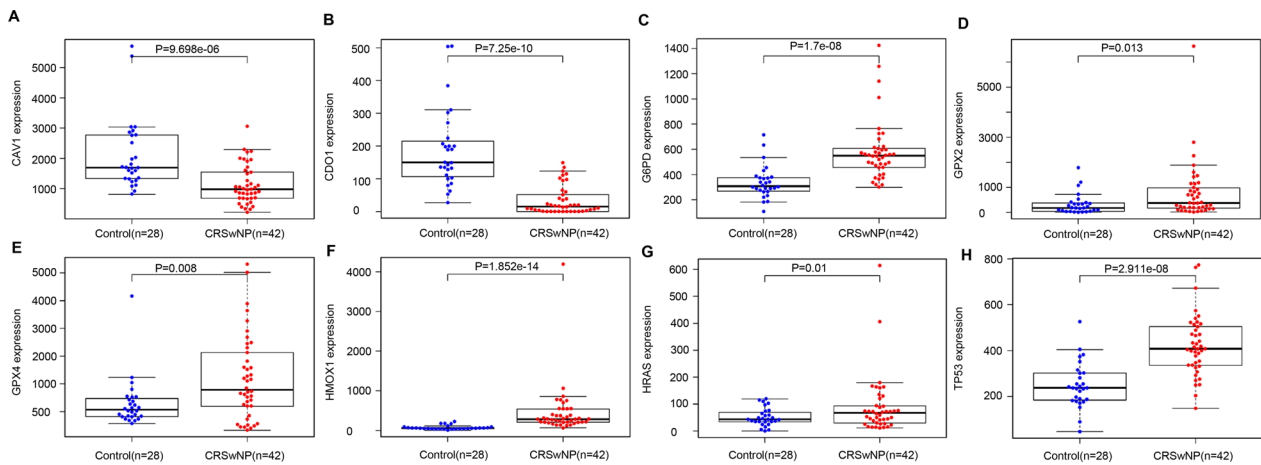 A
P=9.698e-06
CAV1 expression
5000
4000
3000
2000
1000
Control(n=28)
CRSwNP(n=42)
B
P=7.25e-10
CDO1 expression
500
400
300
200
100
0
Control(n=28)
CRSwNP(n=42)
C
P=1.7e-08
G6PD expression
1400
1200
1000
800
600
400
200
Control(n=28)
CRSwNP(n=42)
D
P=0.013
GPX2 expression
5000
3000
1000
0
Control(n=28)
CRSwNP(n=42)
E
P=0.008
GPX4 expression
5000
4000
3000
2000
1000
500
Control(n=28)
CRSwNP(n=42)
F
P=1.852e-14
HMOX1 expression
4000
3000
2000
1000
0
Control(n=28)
CRSwNP(n=42)
G
P=0.01
HRAS expression
600
500
400
300
200
100
0
Control(n=28)
CRSwNP(n=42)
H
P=2.911e-08
TP53 expression
800
600
400
200
Control(n=28)
CRSwNP(n=42)